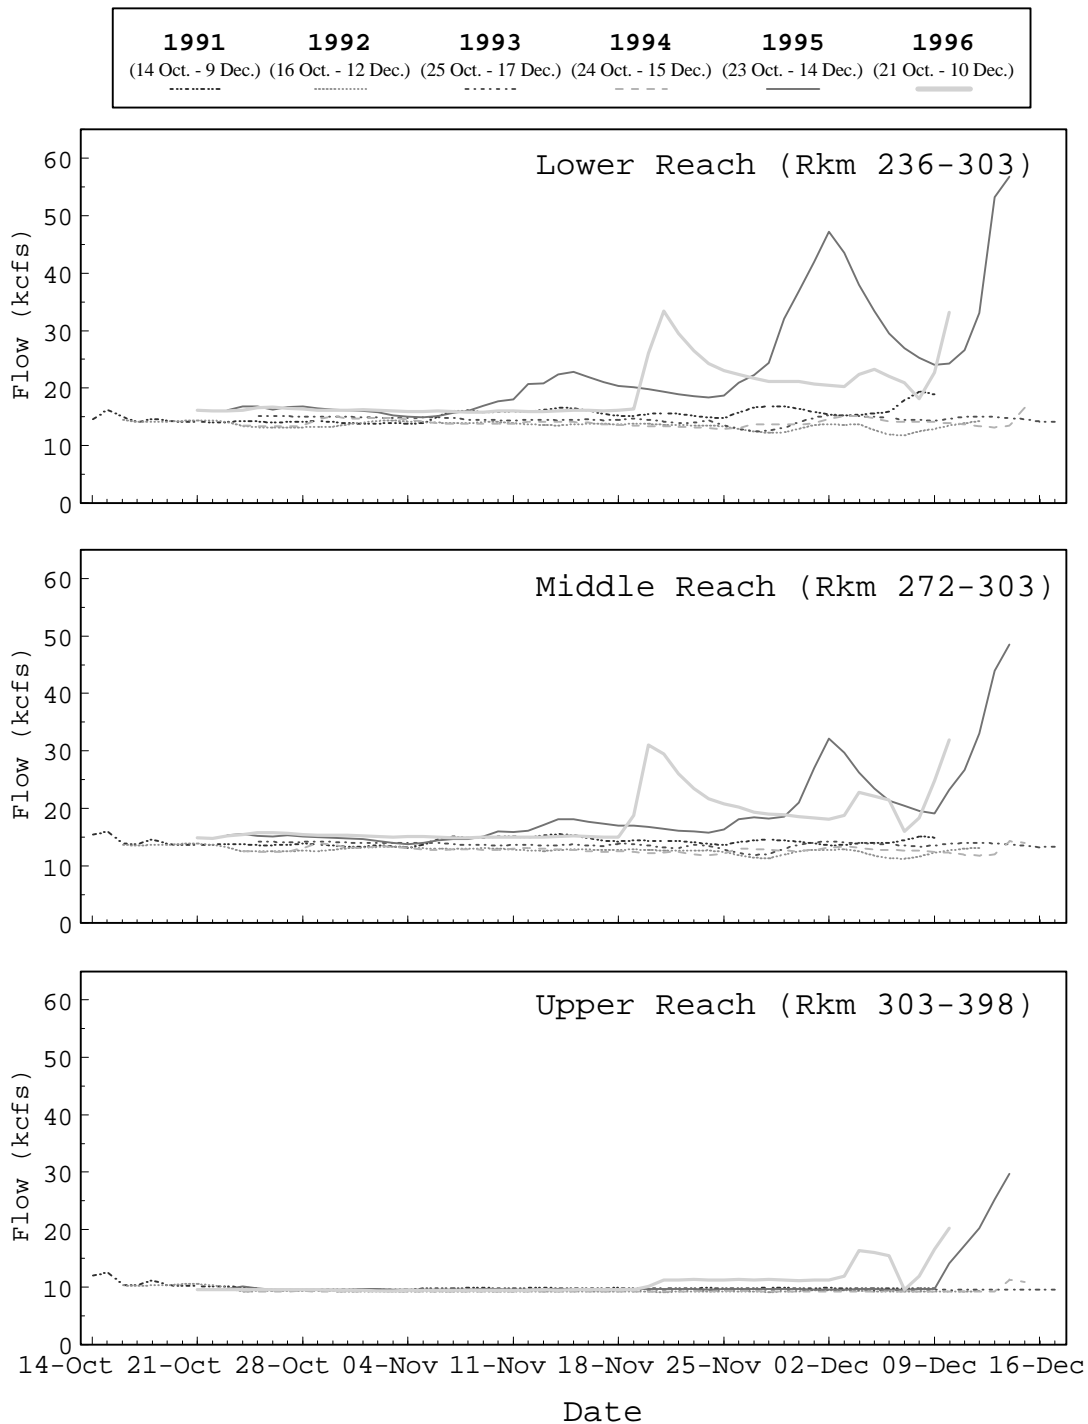 1991 1992 1993 1994 1995 1996
(14 Oct. - 9 Dec.) (16 Oct. - 12 Dec.) (25 Oct. - 17 Dec.) (24 Oct. - 15 Dec.) (23 Oct. - 14 Dec.) (21 Oct. - 10 Dec.)
Lower Reach (Rkm 236-303)
Flow (kcfs)
60
50
40
30
20
10
0
Middle Reach (Rkm 272-303)
Flow (kcfs)
60
50
40
30
20
10
0
Upper Reach (Rkm 303-398)
Flow (kcfs)
60
50
40
30
20
10
0
14-Oct 21-Oct 28-Oct 04-Nov 11-Nov 18-Nov 25-Nov 02-Dec 09-Dec 16-Dec
Date